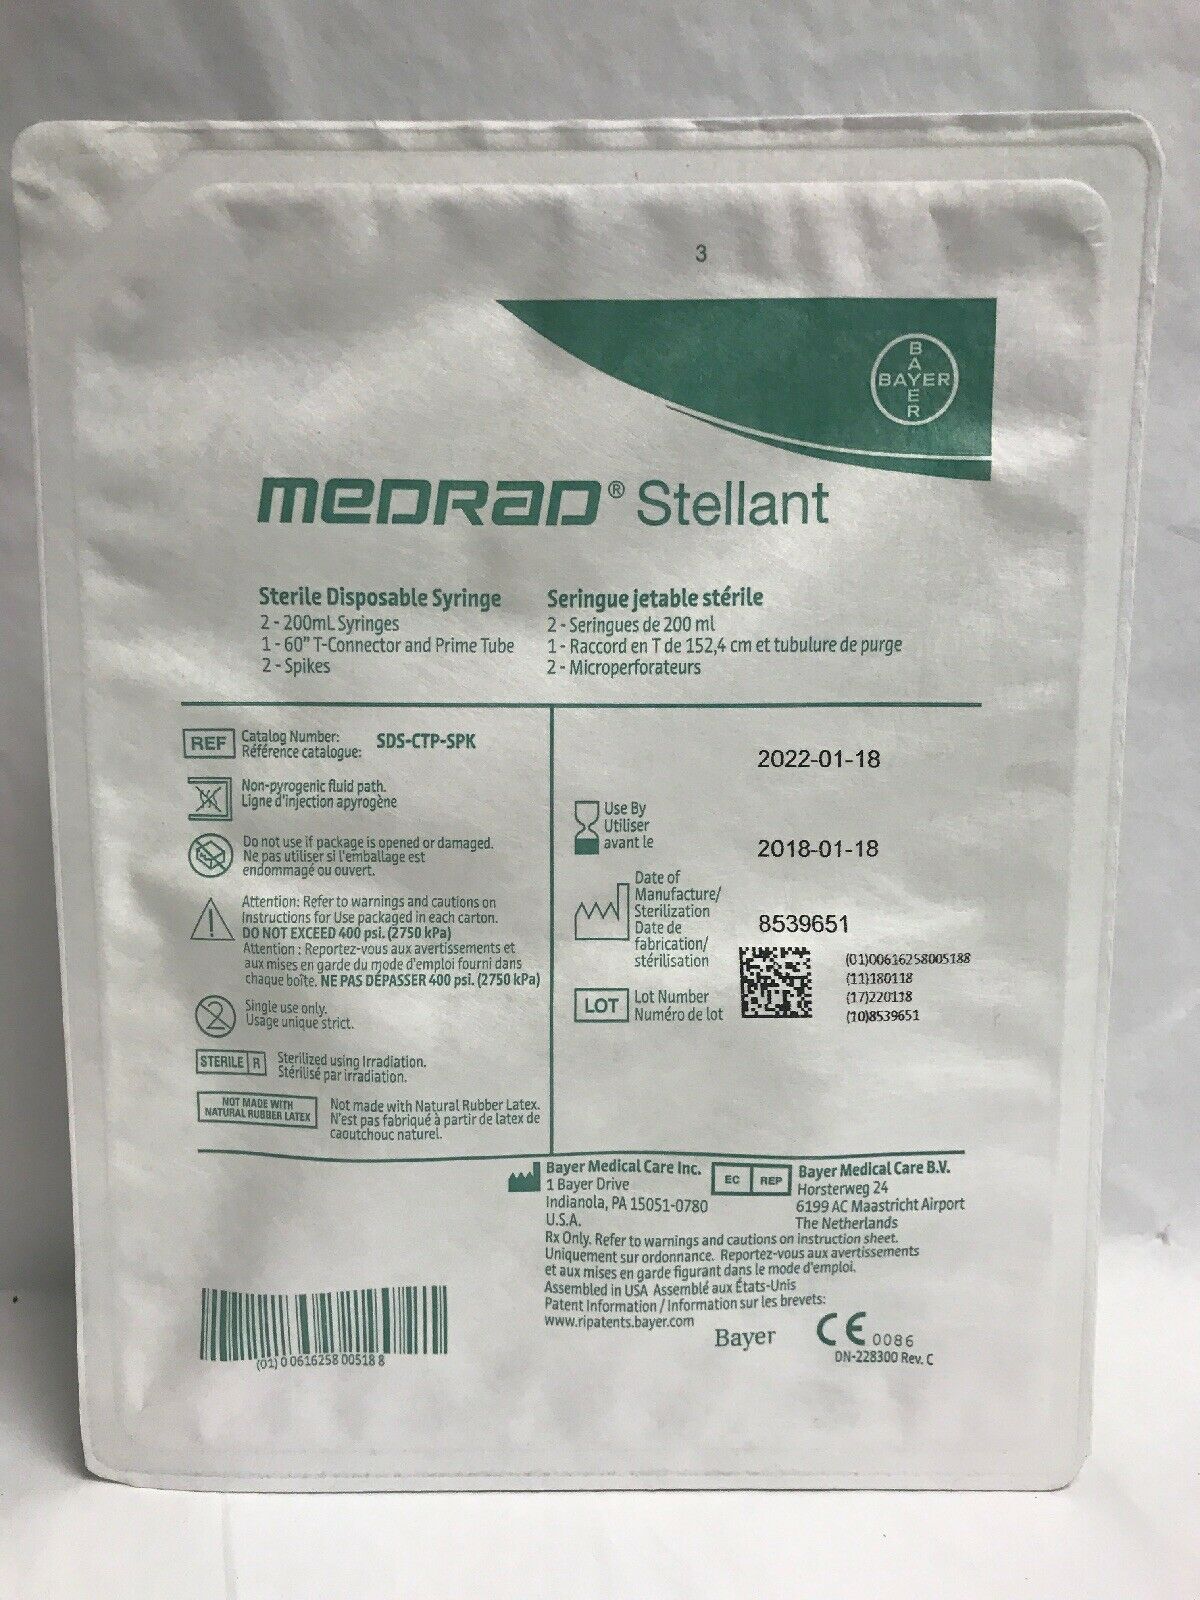 3
BAYER
BAYER
MEDRAD® Stellant
Sterile Disposable Syringe
2 - 200mL Syringes
1 - 60" T-Connector and Prime Tube
2 - Spikes
Seringue jetable stérile
2 - Seringues de 200 ml
1 - Raccord en T de 152,4 cm et tubulure de purge
2 - Microperforateurs
REF
Catalog Number:
Référence catalogue:
SDS-CTP-SPK
Non-pyrogenic fluid path.
Ligne d'injection apyrogène
Do not use if package is opened or damaged.
Ne pas utiliser si l'emballage est
endommagé ou ouvert.
Attention: Refer to warnings and cautions on
Instructions for Use packaged in each carton.
DO NOT EXCEED 400 psi. (2750 kPa)
Attention : Reportez-vous aux avertissements et
aux mises en garde du mode d'emploi fourni dans
chaque boîte. NE PAS DÉPASSER 400 psi. (2750 kPa)
2
Single use only.
Usage unique strict.
STERILE R
Sterilized using Irradiation.
Stérilisé par irradiation.
NOT MADE WITH
NATURAL RUBBER LATEX
Not made with Natural Rubber Latex.
N'est pas fabriqué à partir de latex de
caoutchouc naturel.
2022-01-18
Use By
Utiliser
avant le
2018-01-18
Date of
Manufacture/
Sterilization
Date de
fabrication/
stérilisation
8539651
LOT
Lot Number
Numéro de lot
(01)00616258005188
(11)180118
(17)220118
(10)8539651
Bayer Medical Care Inc.
1 Bayer Drive
Indianola, PA 15051-0780
U.S.A.
EC REP
Bayer Medical Care B.V.
Horsterweg 24
6199 AC Maastricht Airport
The Netherlands
Rx Only. Refer to warnings and cautions on instruction sheet.
Uniquement sur ordonnance. Reportez-vous aux avertissements
et aux mises en garde figurant dans le mode d'emploi.
Assembled in USA Assemblé aux États-Unis
Patent Information / Information sur les brevets:
www.ripatents.bayer.com
Bayer
CE 0086
DN-228300 Rev. C
(01) 0 0616258 00518 8